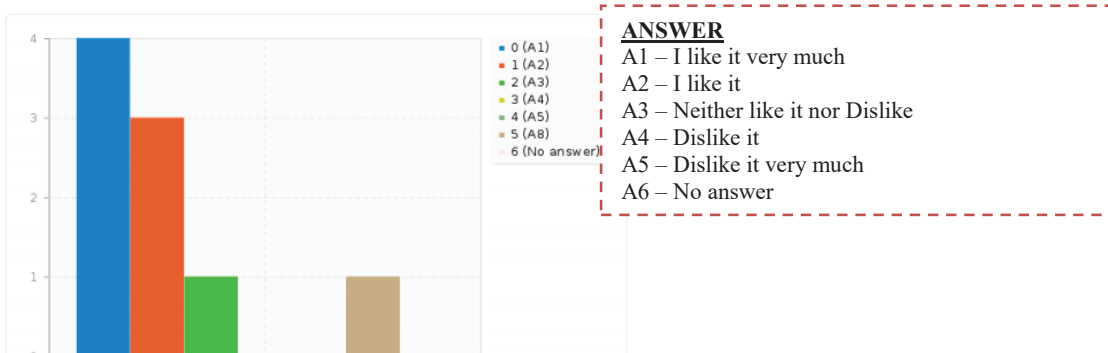 4
3
2
1
0 (A1)
1 (A2)
2 (A3)
3 (A4)
4 (A5)
5 (A8)
6 (No answer)
ANSWER
A1 – I like it very much
A2 – I like it
A3 – Neither like it nor Dislike
A4 – Dislike it
A5 – Dislike it very much
A6 – No answer